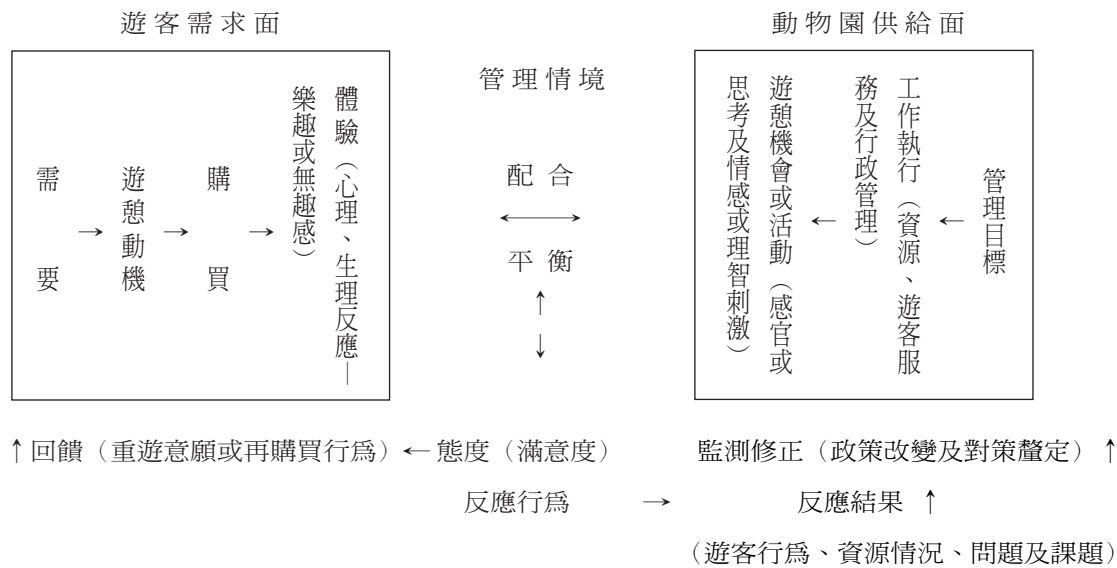 遊客需求面
需要
→
遊憩動機
→
購買
→
體驗（心理、生理反應—
樂趣或無趣感）
管理情境
配合
↔
平衡
↑
↓
動物園供給面
管理目標
←
工作執行（資源、遊客服
務及行政管理）
←
遊憩機會或活動（感官或
思考及情感或理智刺激）
↑回饋（重遊意願或再購買行爲）←態度（滿意度）
監測修正（政策改變及對策釐定）↑
反應行爲 → 反應結果 ↑
（遊客行爲、資源情況、問題及課題）